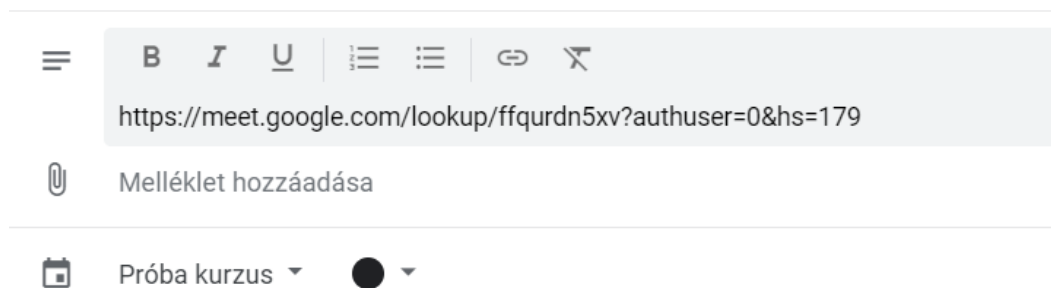 B I U
https://meet.google.com/lookup/ffqurdn5xv?authuser=0&hs=179
Melléklet hozzáadása
Próba kurzus